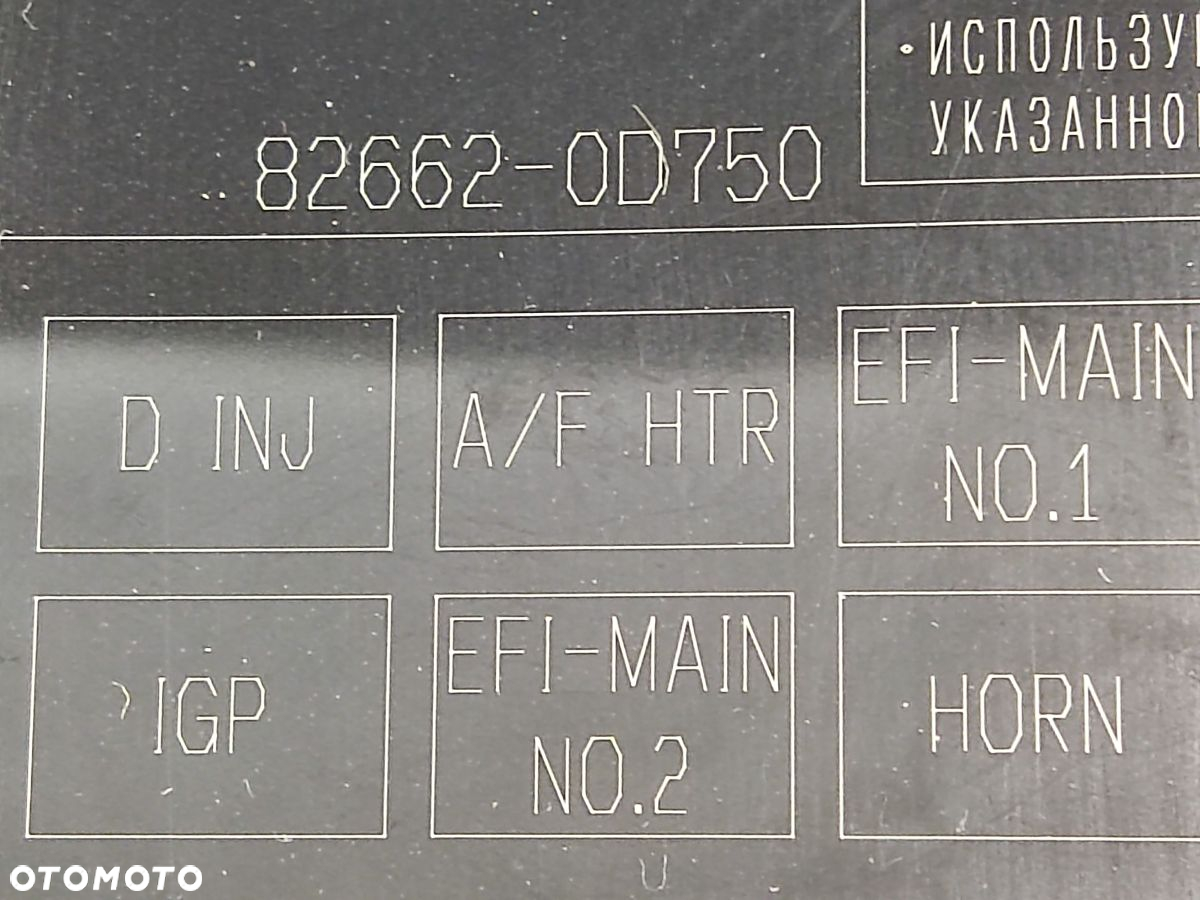 • ИСПОЛЬЗУ
УКАЗАННО
82662-0D750
D INJ
A/F HTR
EFI-MAIN
NO.1
IGP
EFI-MAIN
NO.2
HORN
OTOMOTO